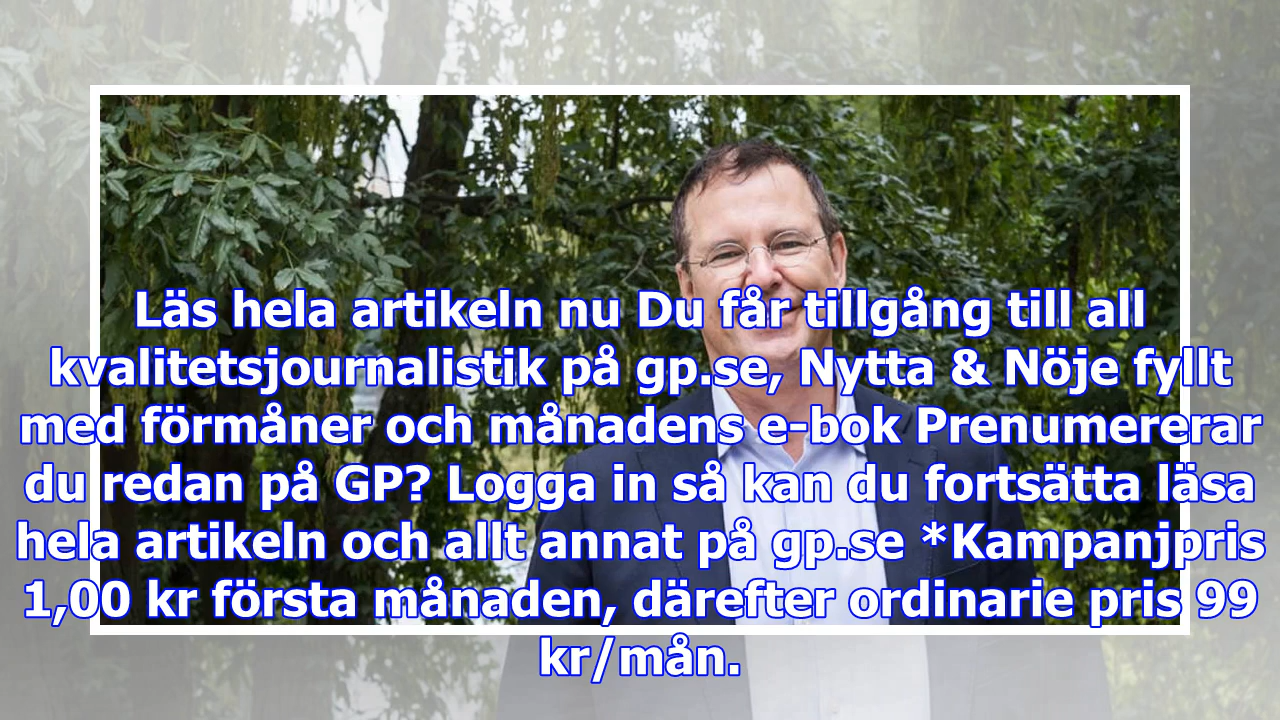 Läs hela artikeln nu Du får tillgång till all
kvalitetsjournalistik på gp.se, Nytta & Nöje fyllt
med förmåner och månadens e-bok Prenumererar
du redan på GP? Logga in så kan du fortsätta läsa
hela artikeln och allt annat på gp.se *Kampanjpris
1,00 kr första månaden, därefter ordinarie pris 99
kr/mån.